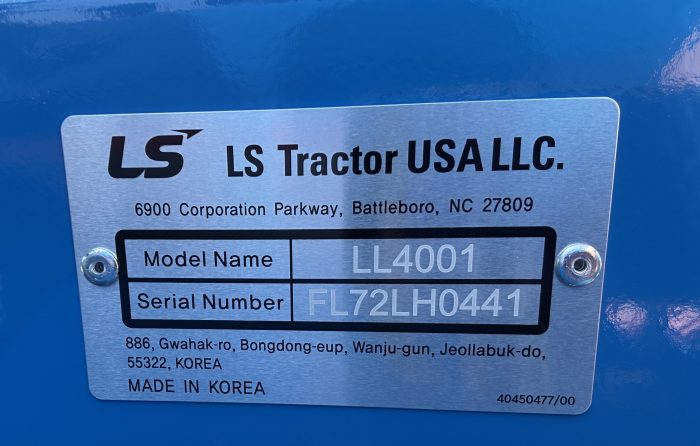 LS LS Tractor USA LLC.
6900 Corporation Parkway, Battleboro, NC 27809
Model Name LL4001
Serial Number FL72LH0441
886, Gwahak-ro, Bongdong-eup, Wanju-gun, Jeollabuk-do,
55322, KOREA
MADE IN KOREA 40450477/00